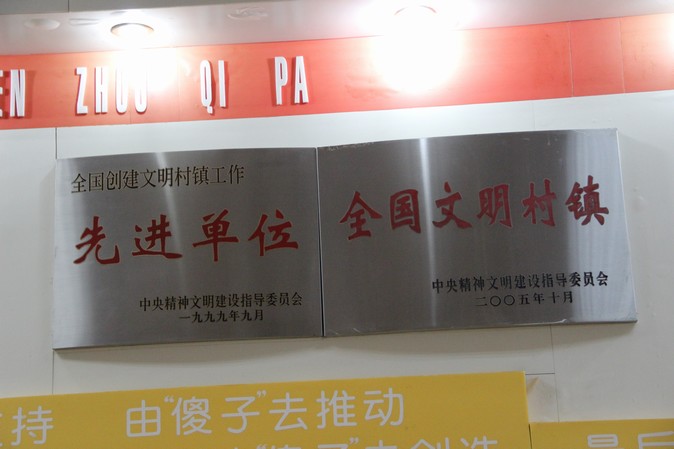 EN ZHOU QI PA
全国创建文明村镇工作
先进单位
中央精神文明建设指导委员会
一九九九年九月
全国文明村镇
中央精神文明建设指导委员会
二〇〇五年十月
支持
由“傻子”去推动